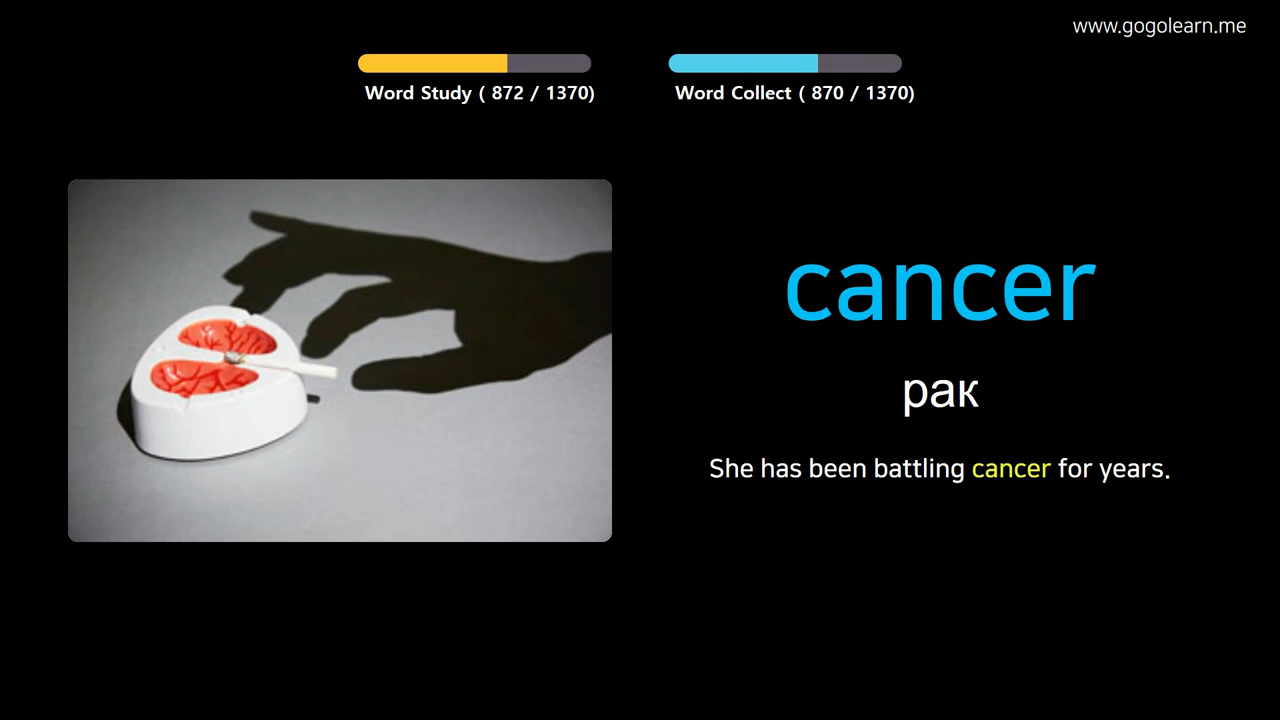 www.gogolearn.me
Word Study ( 872 / 1370)
Word Collect ( 870 / 1370)
cancer
рак
She has been battling cancer for years.